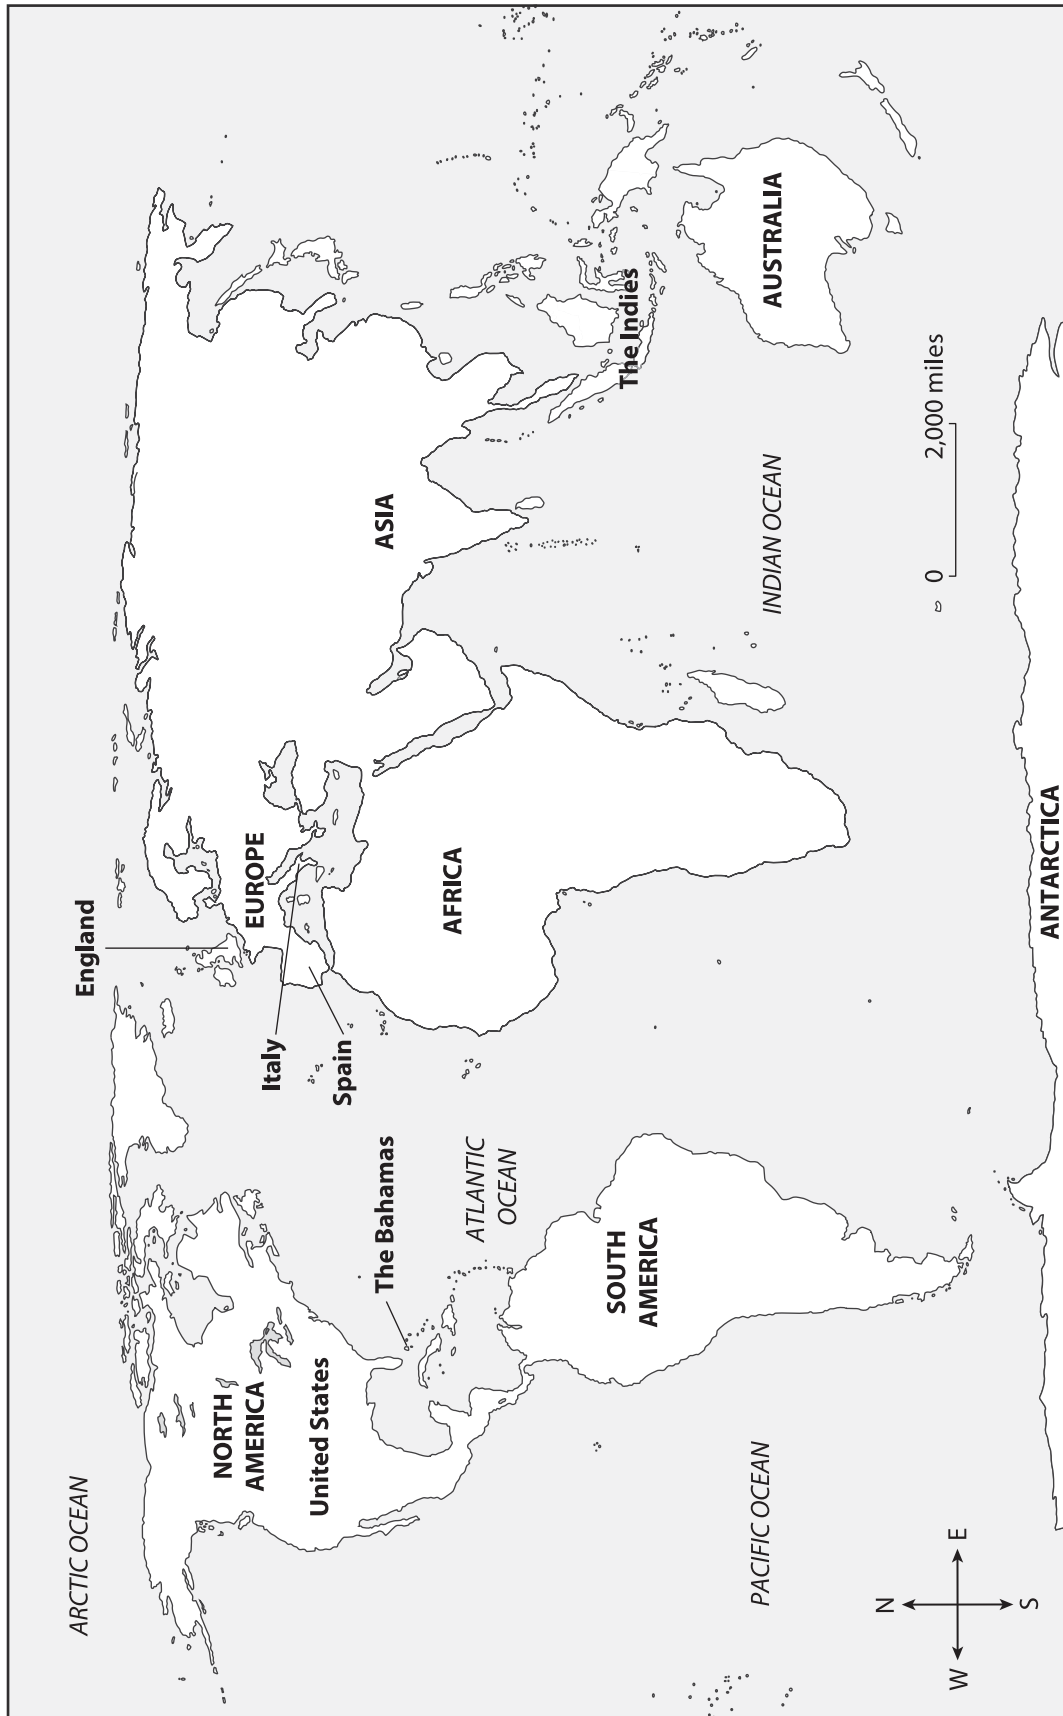 ARCTIC OCEAN
England
NORTH
AMERICA
United States
EUROPE
Italy
Spain
ASIA
The Bahamas
ATLANTIC
OCEAN
AFRICA
The Indies
SOUTH
AMERICA
PACIFIC OCEAN
INDIAN OCEAN
AUSTRALIA
N
W
E
S
0
2,000 miles
ANTARCTICA